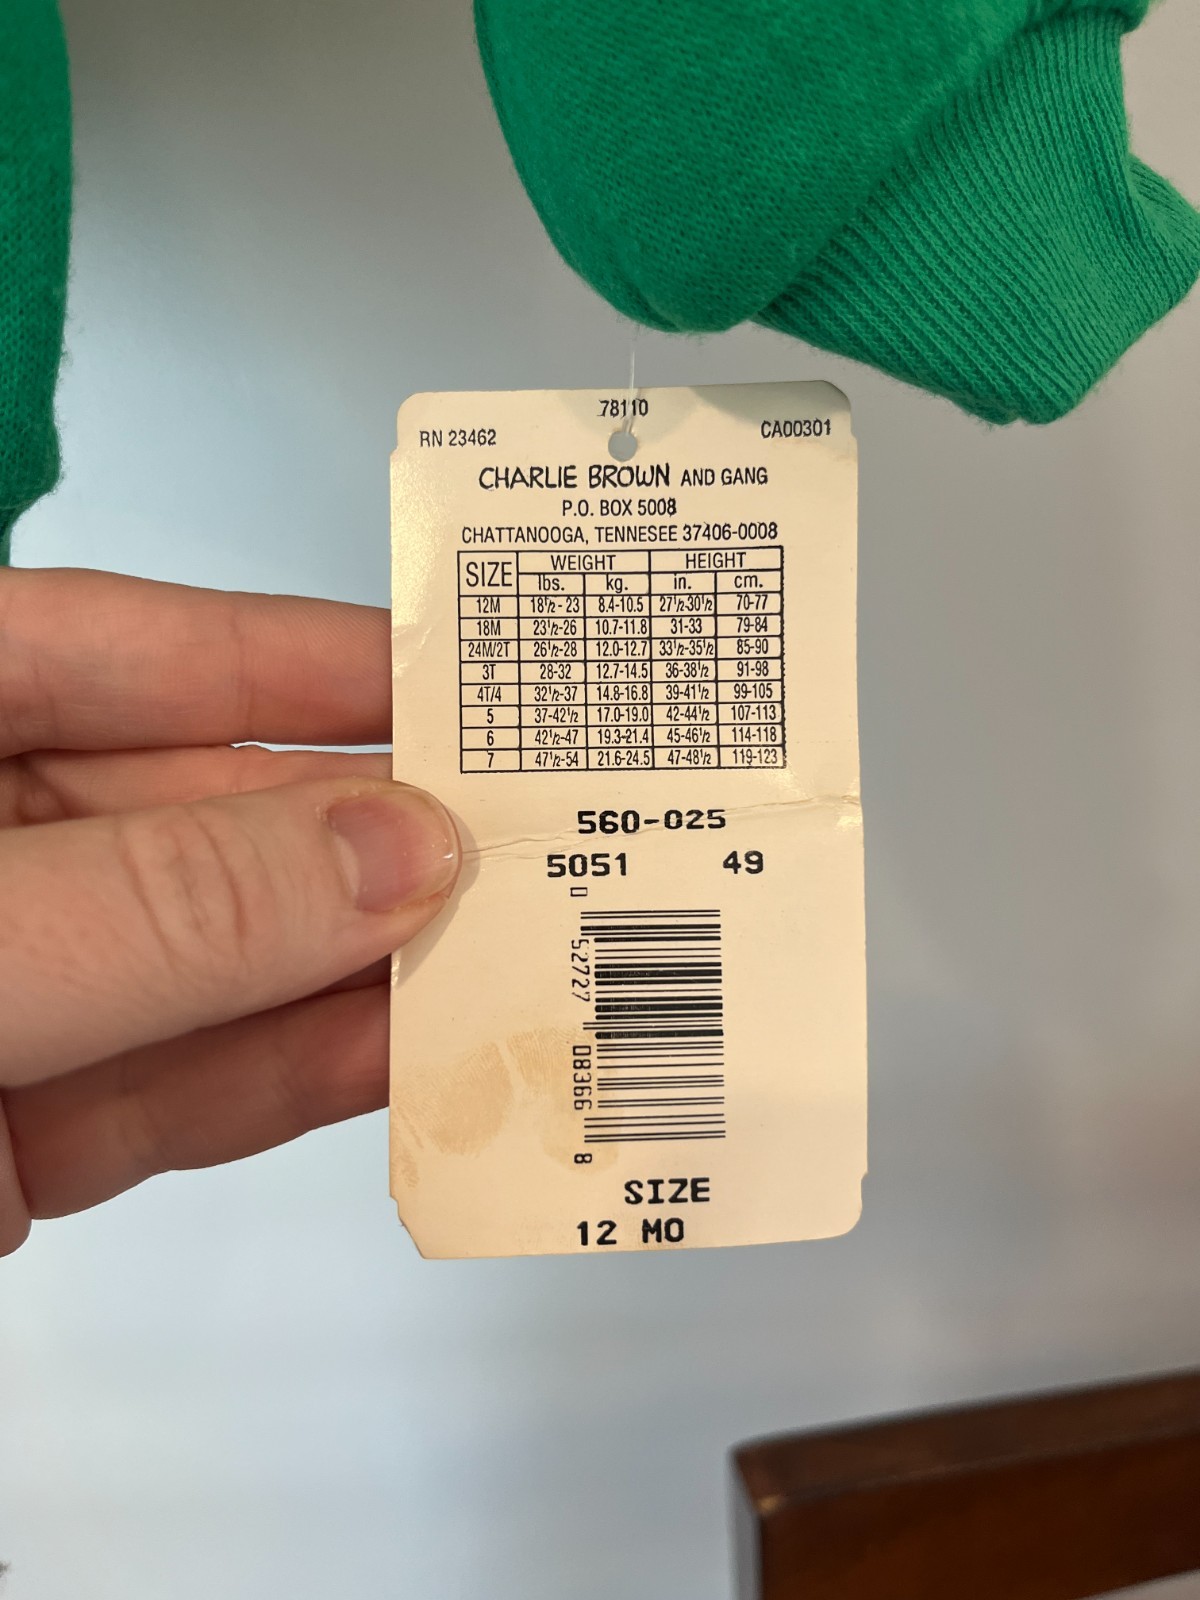 78110
RN 23462
CA00301
CHARLIE BROWN AND GANG
P.O. BOX 5008
CHATTANOOGA, TENNESEE 37406-0008
SIZE WEIGHT HEIGHT
lbs. kg. in. cm.
12M 18½-23 8.4-10.5 27½-30½ 70-77
18M 23½-26 10.7-11.8 31-33 79-84
24M/2T 26½-28 12.0-12.7 33½-35½ 85-90
3T 28-32 12.7-14.5 36-38½ 91-98
4T/4 32½-37 14.8-16.8 39-41½ 99-105
5 37-42½ 17.0-19.0 42-44½ 107-113
6 42½-47 19.3-21.4 45-46½ 114-118
7 47½-54 21.6-24.5 47-48½ 119-123
560-025
5051 49
0 52727 08366 8
SIZE
12 MO